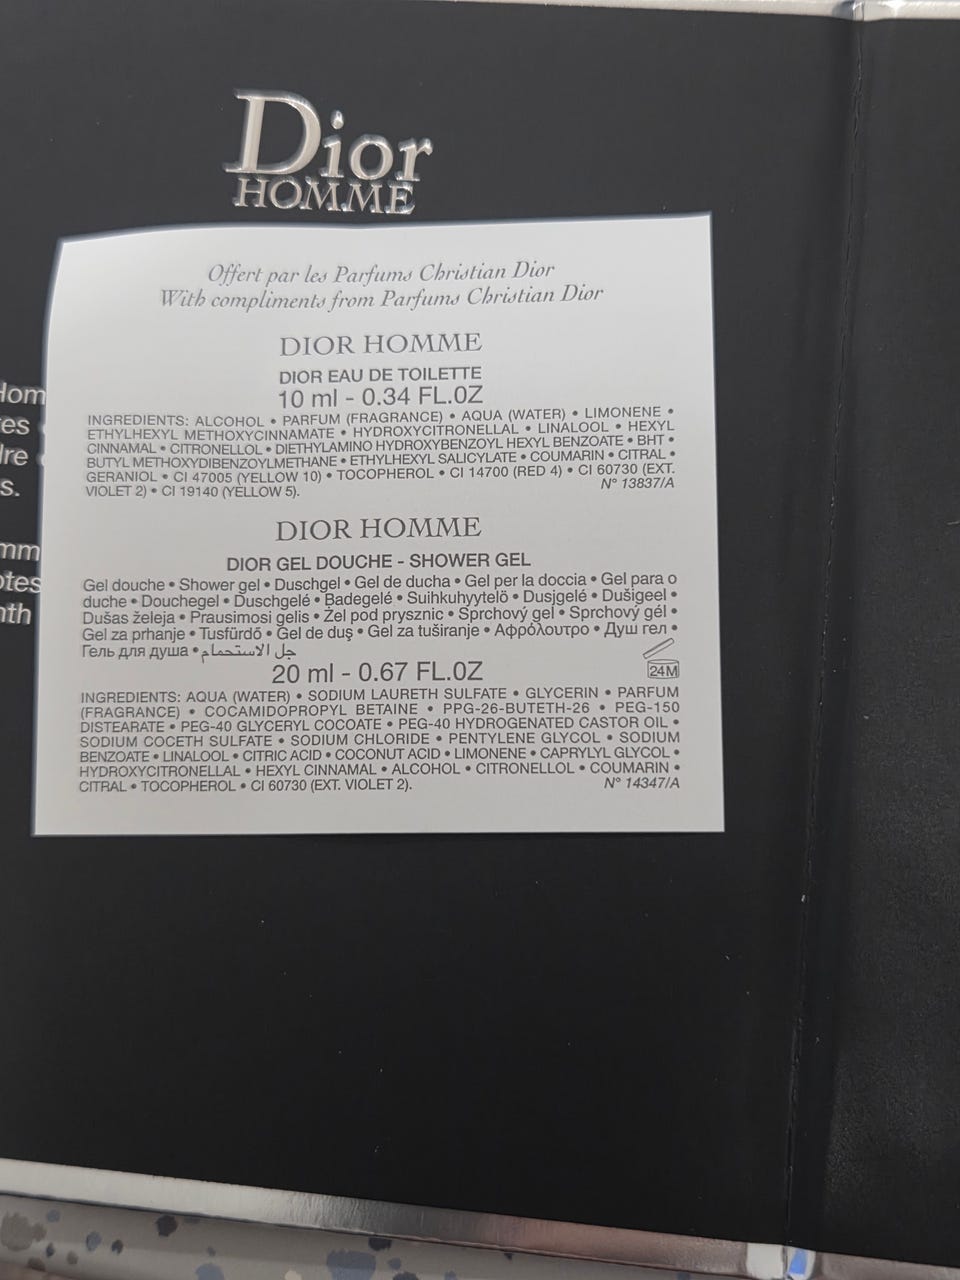 Dior
HOMME
Offert par les Parfums Christian Dior
With compliments from Parfums Christian Dior
DIOR HOMME
DIOR EAU DE TOILETTE
10 ml - 0.34 FL.OZ
INGREDIENTS: ALCOHOL • PARFUM (FRAGRANCE) • AQUA (WATER) • LIMONENE •
ETHYLHEXYL METHOXYCINNAMATE • HYDROXYCITRONELLAL • LINALOOL • HEXYL
CINNAMAL • CITRONELLOL • DIETHYLAMINO HYDROXYBENZOYL HEXYL BENZOATE • BHT •
BUTYL METHOXYDIBENZOYLMETHANE • ETHYLHEXYL SALICYLATE • COUMARIN • CITRAL •
GERANIOL • CI 47005 (YELLOW 10) • TOCOPHEROL • CI 14700 (RED 4) • CI 60730 (EXT.
VIOLET 2) • CI 19140 (YELLOW 5). N° 13837/A
DIOR HOMME
DIOR GEL DOUCHE - SHOWER GEL
Gel douche • Shower gel • Duschgel • Gel de ducha • Gel per la doccia • Gel para o
duche • Douchegel • Duschgelé • Badegelé • Suihkuhyytelö • Dusjgelé • Dušigeel •
Dušas želeja • Prausimosi gelis • Żel pod prysznic • Sprchový gel • Sprchový gél •
Gel za prhanje • Tusfürdő • Gel de duş • Gel za tuširanje • Αφρόλουτρο • Душ гел •
Гель для душа • جل الاستحمام
24M
20 ml - 0.67 FL.OZ
INGREDIENTS: AQUA (WATER) • SODIUM LAURETH SULFATE • GLYCERIN • PARFUM
(FRAGRANCE) • COCAMIDOPROPYL BETAINE • PPG-26-BUTETH-26 • PEG-150
DISTEARATE • PEG-40 GLYCERYL COCOATE • PEG-40 HYDROGENATED CASTOR OIL •
SODIUM COCETH SULFATE • SODIUM CHLORIDE • PENTYLENE GLYCOL • SODIUM
BENZOATE • LINALOOL • CITRIC ACID • COCONUT ACID • LIMONENE • CAPRYLYL GLYCOL •
HYDROXYCITRONELLAL • HEXYL CINNAMAL • ALCOHOL • CITRONELLOL • COUMARIN •
CITRAL • TOCOPHEROL • CI 60730 (EXT. VIOLET 2). N° 14347/A